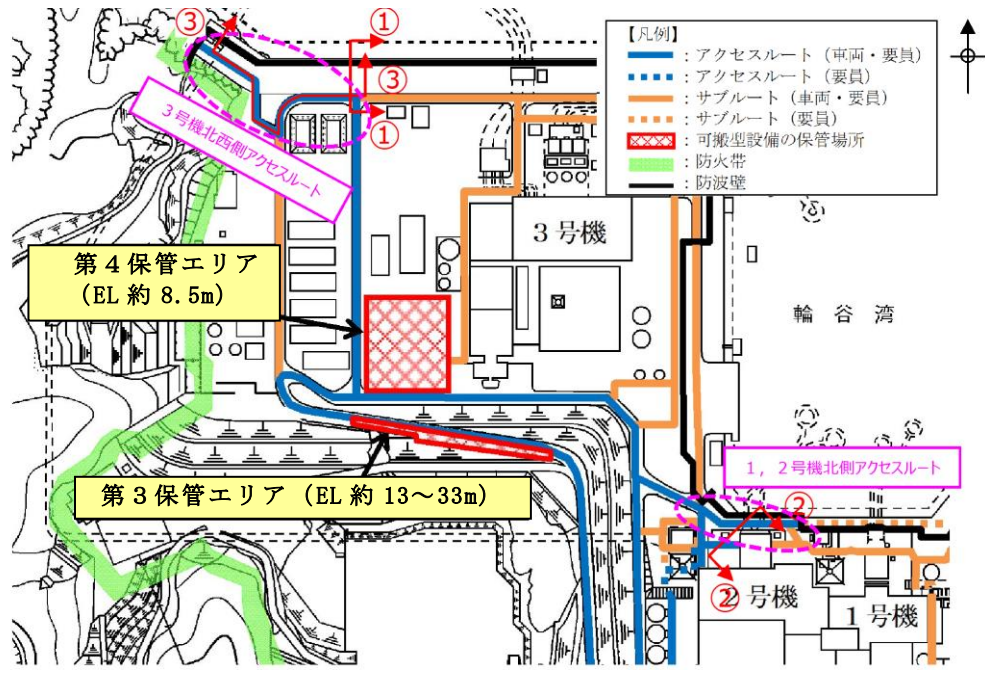 ③
①
③
①
【凡例】
：アクセスルート（車両・要員）
：アクセスルート（要員）
：サブルート（車両・要員）
：サブルート（要員）
：可搬型設備の保管場所
：防火帯
：防波壁
3号機北西側アクセスルート
3号機
第4保管エリア
（EL 約 8.5m）
輪谷湾
1，2号機北側アクセスルート
第3保管エリア（EL 約 13～33m）
②
②
2号機
1号機